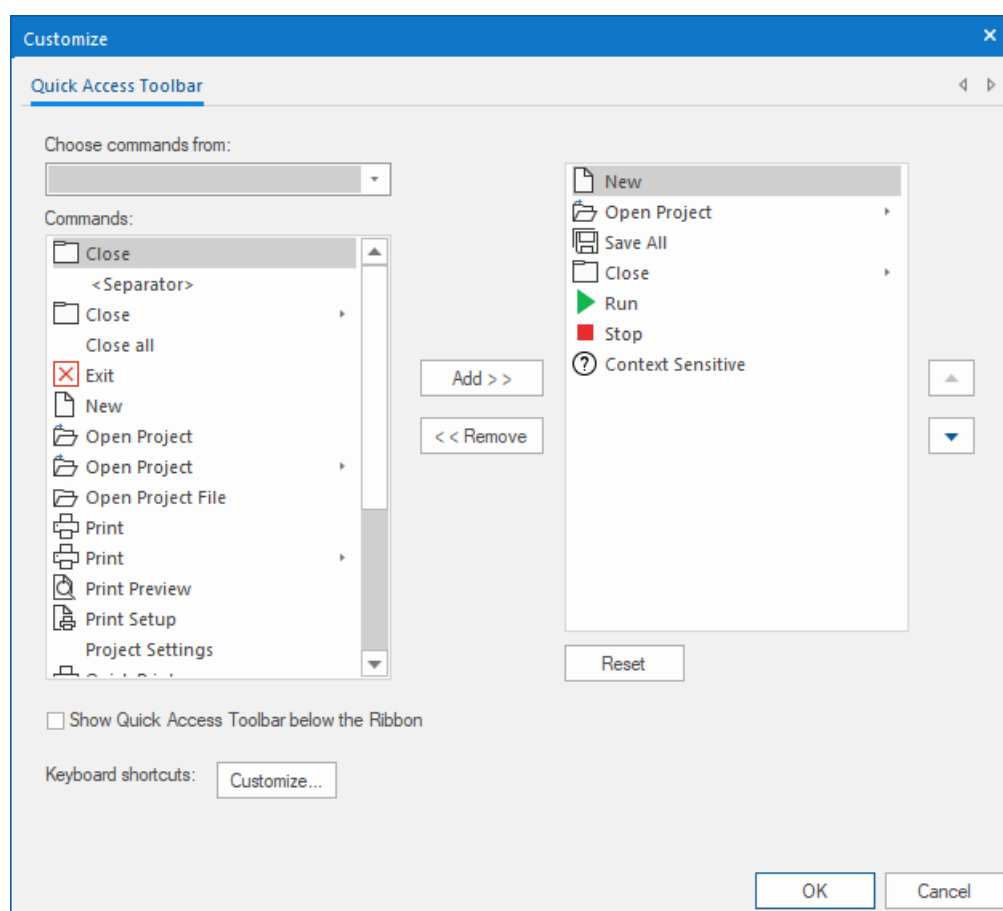 Customize
Quick Access Toolbar
Choose commands from:
Commands:
Close
<Separator>
Close
Close all
Exit
New
Open Project
Open Project
Open Project File
Print
Print
Print Preview
Print Setup
Project Settings
Add > >
< < Remove
New
Open Project
Save All
Close
Run
Stop
Context Sensitive
Reset
Show Quick Access Toolbar below the Ribbon
Keyboard shortcuts:
Customize...
OK
Cancel